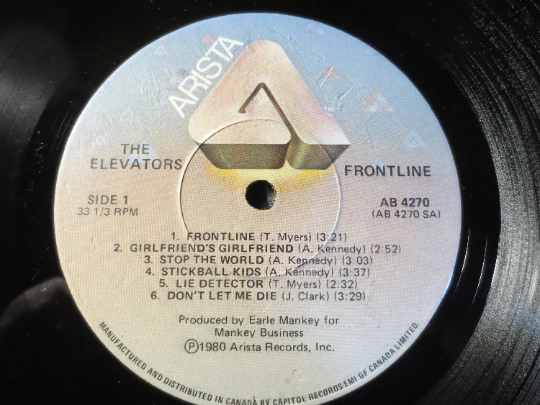 ARISTA
THE
ELEVATORS
FRONTLINE
SIDE 1
33 1/3 RPM
AB 4270
(AB 4270 SA)
1. FRONTLINE (T. Myers) (3:21)
2. GIRLFRIEND'S GIRLFRIEND (A. Kennedy) (2:52)
3. STOP THE WORLD (A. Kennedy) (3:03)
4. STICKBALL KIDS (A. Kennedy) (3:37)
5. LIE DETECTOR (T. Myers) (2:32)
6. DON'T LET ME DIE (J. Clark) (3:29)
Produced by Earle Mankey for
Mankey Business
Ⓟ1980 Arista Records, Inc.
MANUFACTURED AND DISTRIBUTED IN CANADA BY CAPITOL RECORDS-EMI OF CANADA LIMITED.